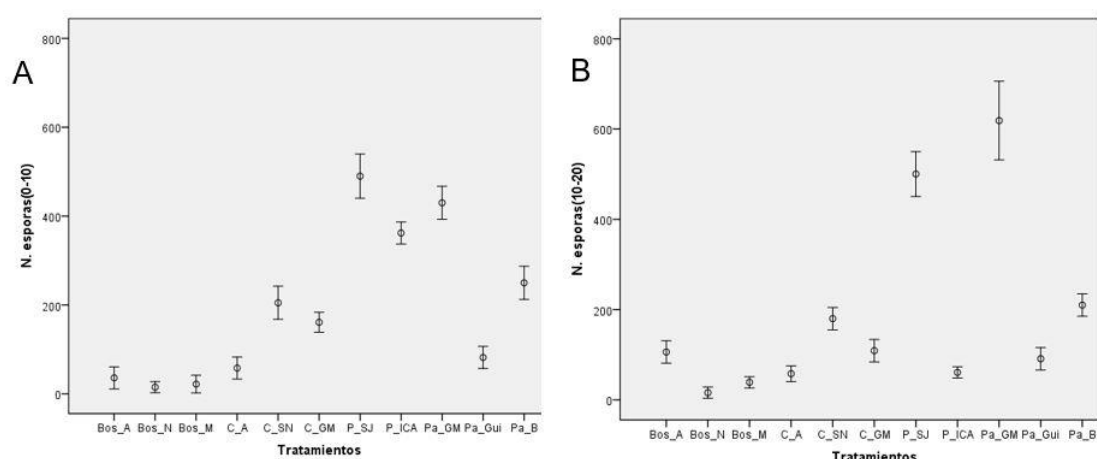 A
N. esporas(0-10)
800
600
400
200
0
Bos_A Bos_N Bos_M C_A C_SN C_GM P_SJ P_ICA Pa_GM Pa_Gui Pa_B
Tratamientos
B
N. esporas(10-20)
800
600
400
200
0
Bos_A Bos_N Bos_M C_A C_SN C_GM P_SJ P_ICA Pa_GM Pa_Gui Pa_B
Tratamientos